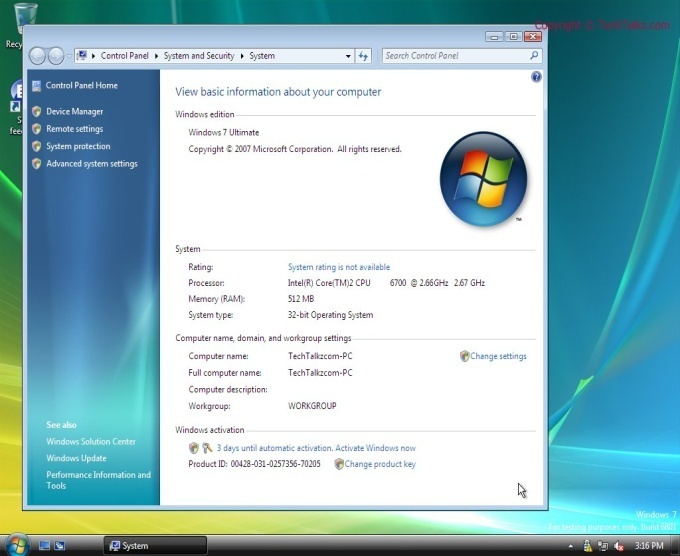 Copyright © TechTalkz.com
Recy
S
feed
Control Panel System and Security System
Search Control Panel
Control Panel Home
Device Manager
Remote settings
System protection
Advanced system settings
See also
Windows Solution Center
Windows Update
Performance Information and
Tools
View basic information about your computer
Windows edition
Windows 7 Ultimate
Copyright © 2007 Microsoft Corporation. All rights reserved.
TM
System
Rating: System rating is not available
Processor: Intel(R) Core(TM)2 CPU 6700 @ 2.66GHz 2.67 GHz
Memory (RAM): 512 MB
System type: 32-bit Operating System
Computer name, domain, and workgroup settings
Computer name: TechTalkzcom-PC Change settings
Full computer name: TechTalkzcom-PC
Computer description:
Workgroup: WORKGROUP
Windows activation
3 days until automatic activation. Activate Windows now
Product ID: 00428-031-0257356-70205 Change product key
Windows 7
For testing purposes only. Build 6801
System 3:16 PM